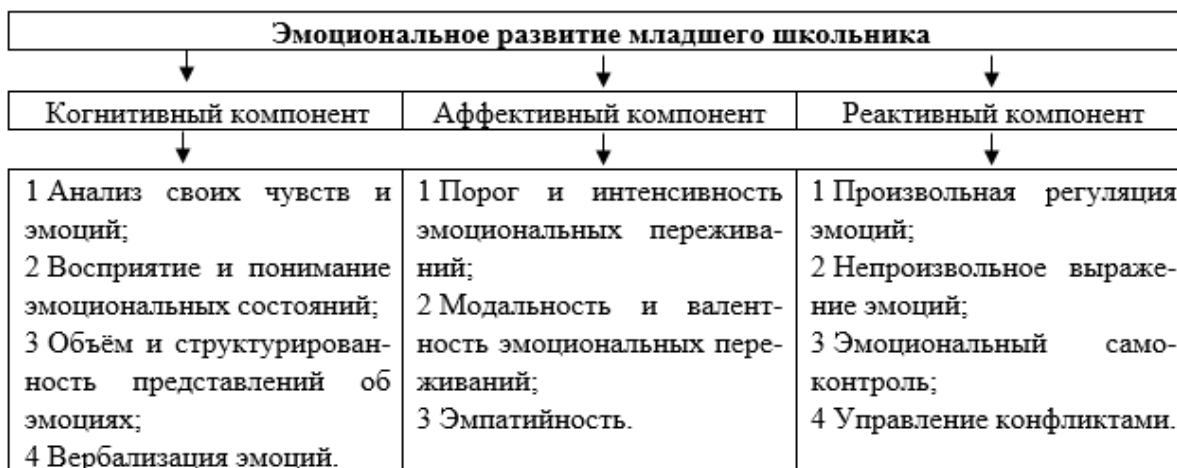 Эмоциональное развитие младшего школьника
Когнитивный компонент
Аффективный компонент
Реактивный компонент
1 Анализ своих чувств и
эмоций;
2 Восприятие и понимание
эмоциональных состояний;
3 Объём и структурирован-
ность представлений об
эмоциях;
4 Вербализация эмоций.
1 Порог и интенсивность
эмоциональных пережива-
ний;
2 Модальность и валент-
ность эмоциональных пере-
живаний;
3 Эмпатийность.
1 Произвольная регуляция
эмоций;
2 Непроизвольное выраже-
ние эмоций;
3 Эмоциональный само-
контроль;
4 Управление конфликтами.